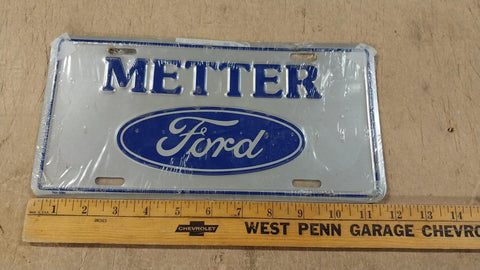 METTER
Ford
1 2 3 4 5 6 7 8 9 10 11 12 13 14
CHEVROLET WEST PENN GARAGE CHEVRO